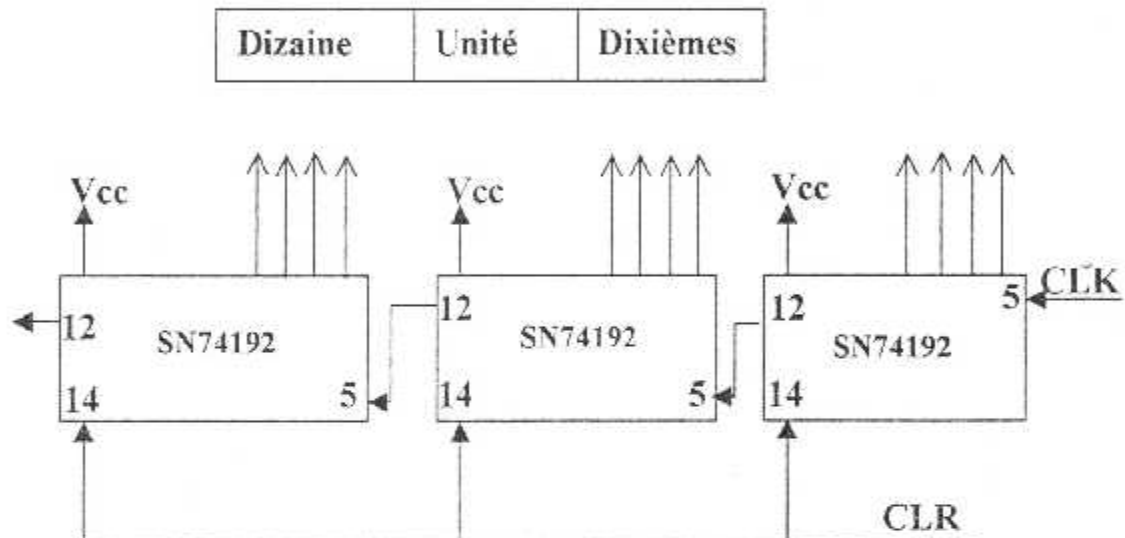 Dizaine Unité Dixièmes
Vcc Vcc Vcc
12 12 12 5 CLK
SN74192 SN74192 SN74192
14 5 14 5 14
CLR